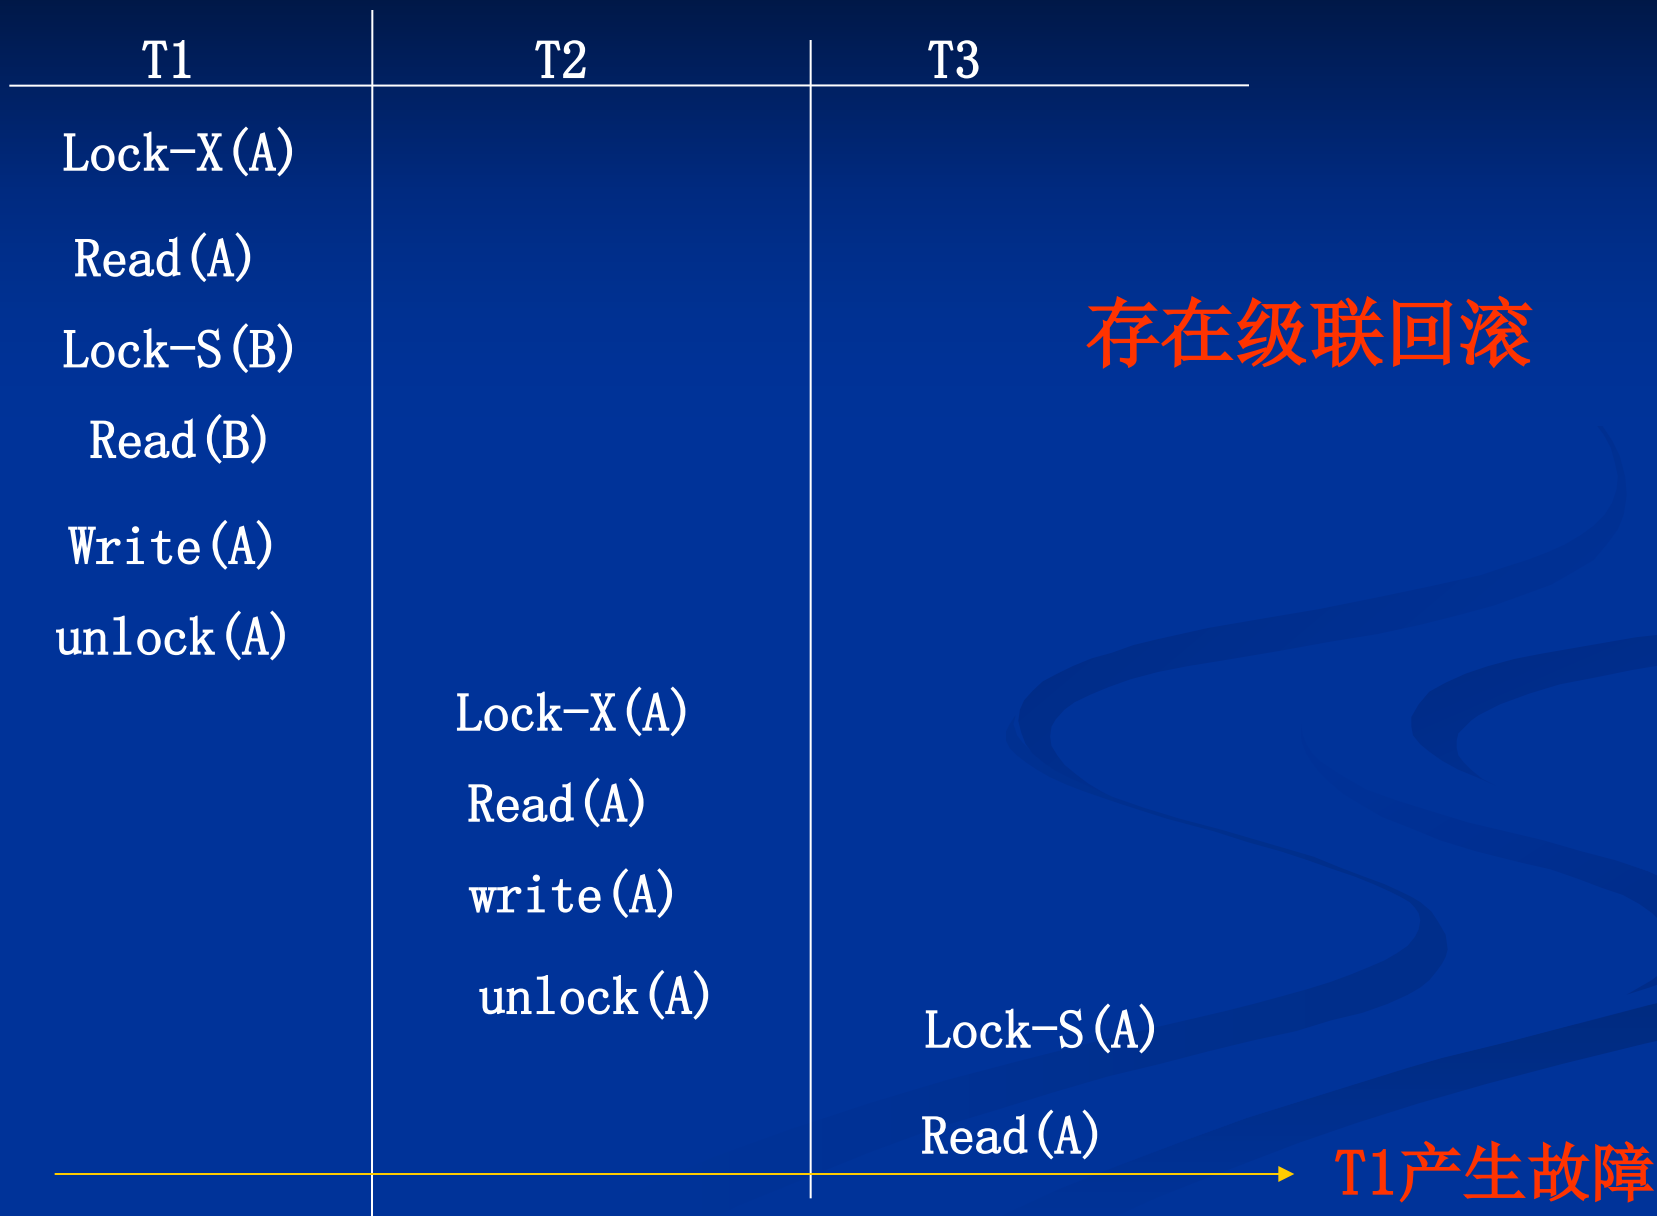 T1 T2 T3
Lock-X(A)
Read(A)
Lock-S(B)
存在级联回滚
Read(B)
Write(A)
unlock(A)
Lock-X(A)
Read(A)
write(A)
unlock(A)
Lock-S(A)
Read(A)
T1产生故障